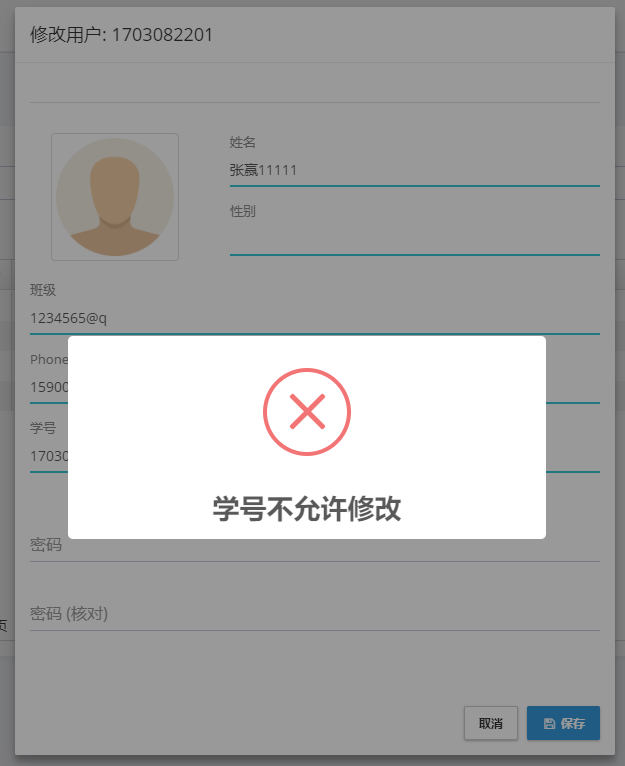 修改用户: 1703082201
姓名
张赢11111
性别
班级
1234565@q
Phone
15900
学号
17030
学号不允许修改
密码
密码 (核对)
页
取消
保存